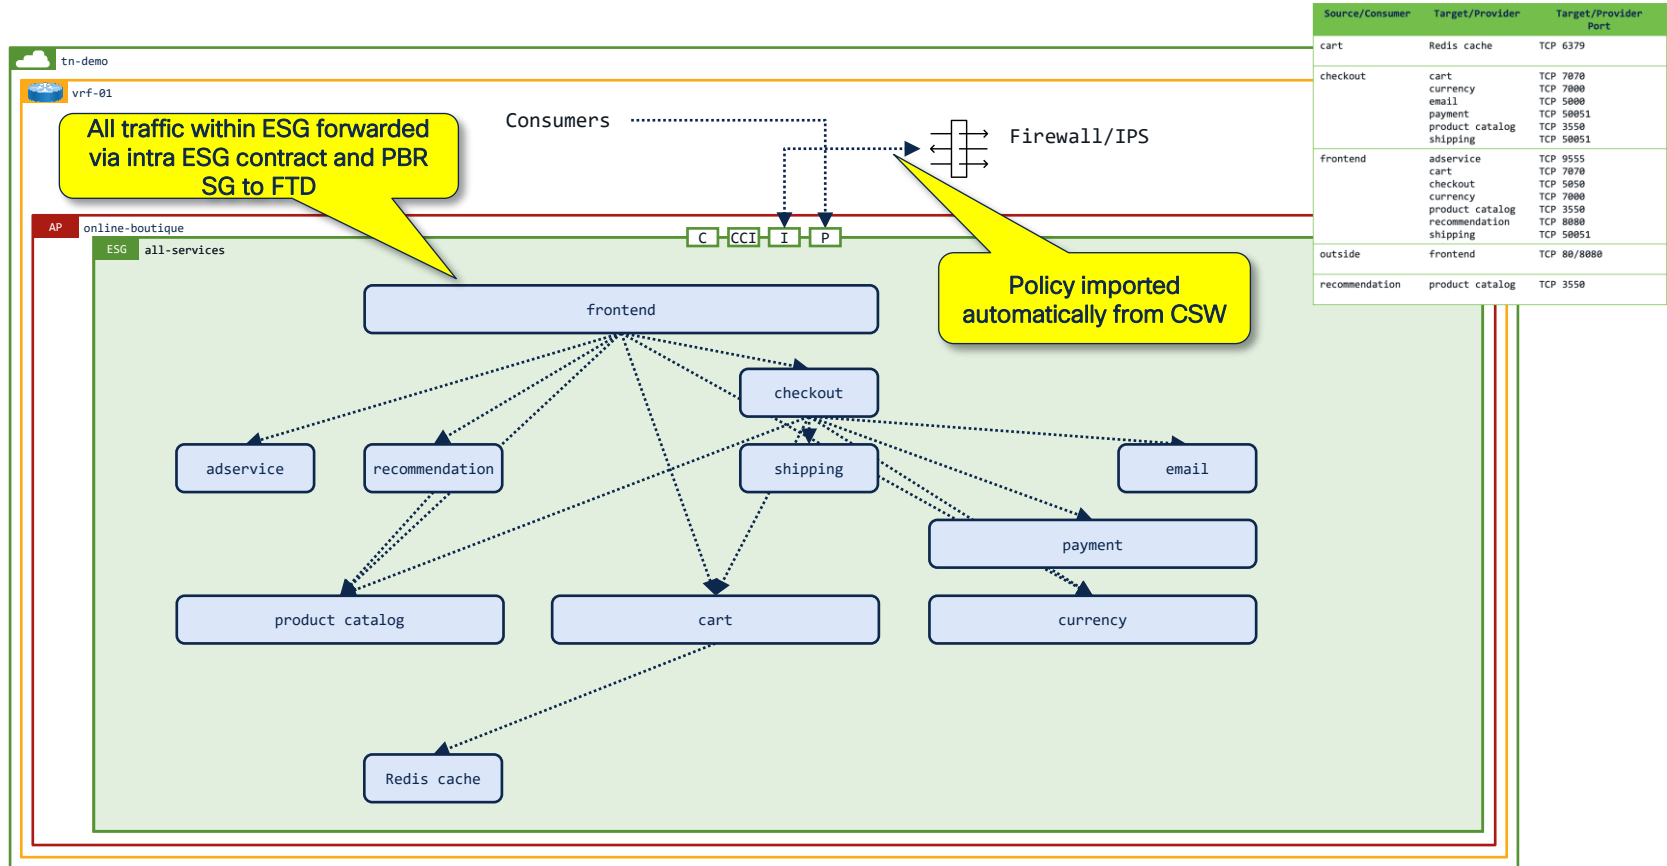 Source/Consumer Target/Provider Target/Provider
Port
cart Redis cache TCP 6379
checkout cart TCP 7070
currency TCP 7000
email TCP 5000
payment TCP 50051
product catalog TCP 3550
shipping TCP 50051
frontend adservice TCP 9555
cart TCP 7070
checkout TCP 5050
currency TCP 7000
product catalog TCP 3550
recommendation TCP 8080
shipping TCP 50051
outside frontend TCP 80/8080
recommendation product catalog TCP 3550
tn-demo
vrf-01
All traffic within ESG forwarded
via intra ESG contract and PBR
SG to FTD
Consumers
Firewall/IPS
AP online-boutique
C CCI I P
ESG all-services
Policy imported
automatically from CSW
frontend
checkout
adservice recommendation shipping email
payment
product catalog cart currency
Redis cache